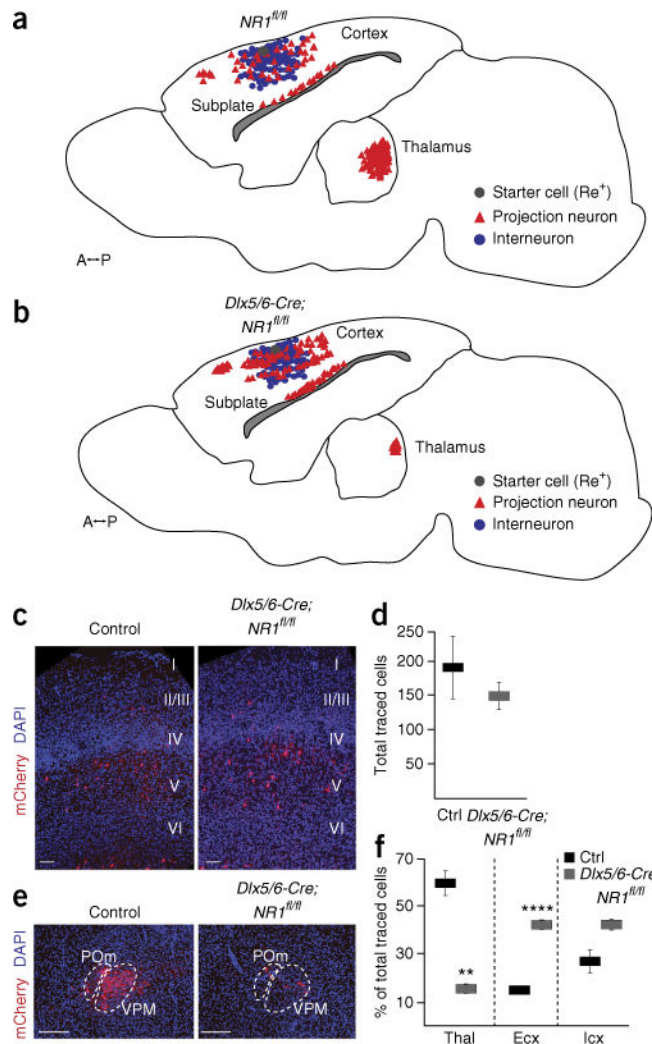 a
NR1fl/fl
Cortex
Subplate
Thalamus
Starter cell (Re+)
Projection neuron
Interneuron
A↔P
b
Dlx5/6-Cre;
NR1fl/fl
Cortex
Subplate
Thalamus
Starter cell (Re+)
Projection neuron
Interneuron
A↔P
c
Control
Dlx5/6-Cre;
NR1fl/fl
mCherry DAPI
I
II/III
IV
V
VI
I
II/III
IV
V
VI
d
Total traced cells
250
200
150
100
50
Ctrl Dlx5/6-Cre;
NR1fl/fl
e
Control
Dlx5/6-Cre;
NR1fl/fl
mCherry DAPI
POm
VPM
POm
VPM
f
% of total traced cells
70
50
30
10
Ctrl
Dlx5/6-Cre
NR1fl/fl
**
****
Thal Ecx Icx